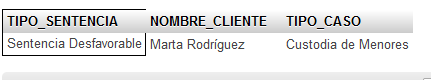 TIPO_SENTENCIA NOMBRE_CLIENTE TIPO_CASO
Sentencia Desfavorable Marta Rodríguez Custodia de Menores